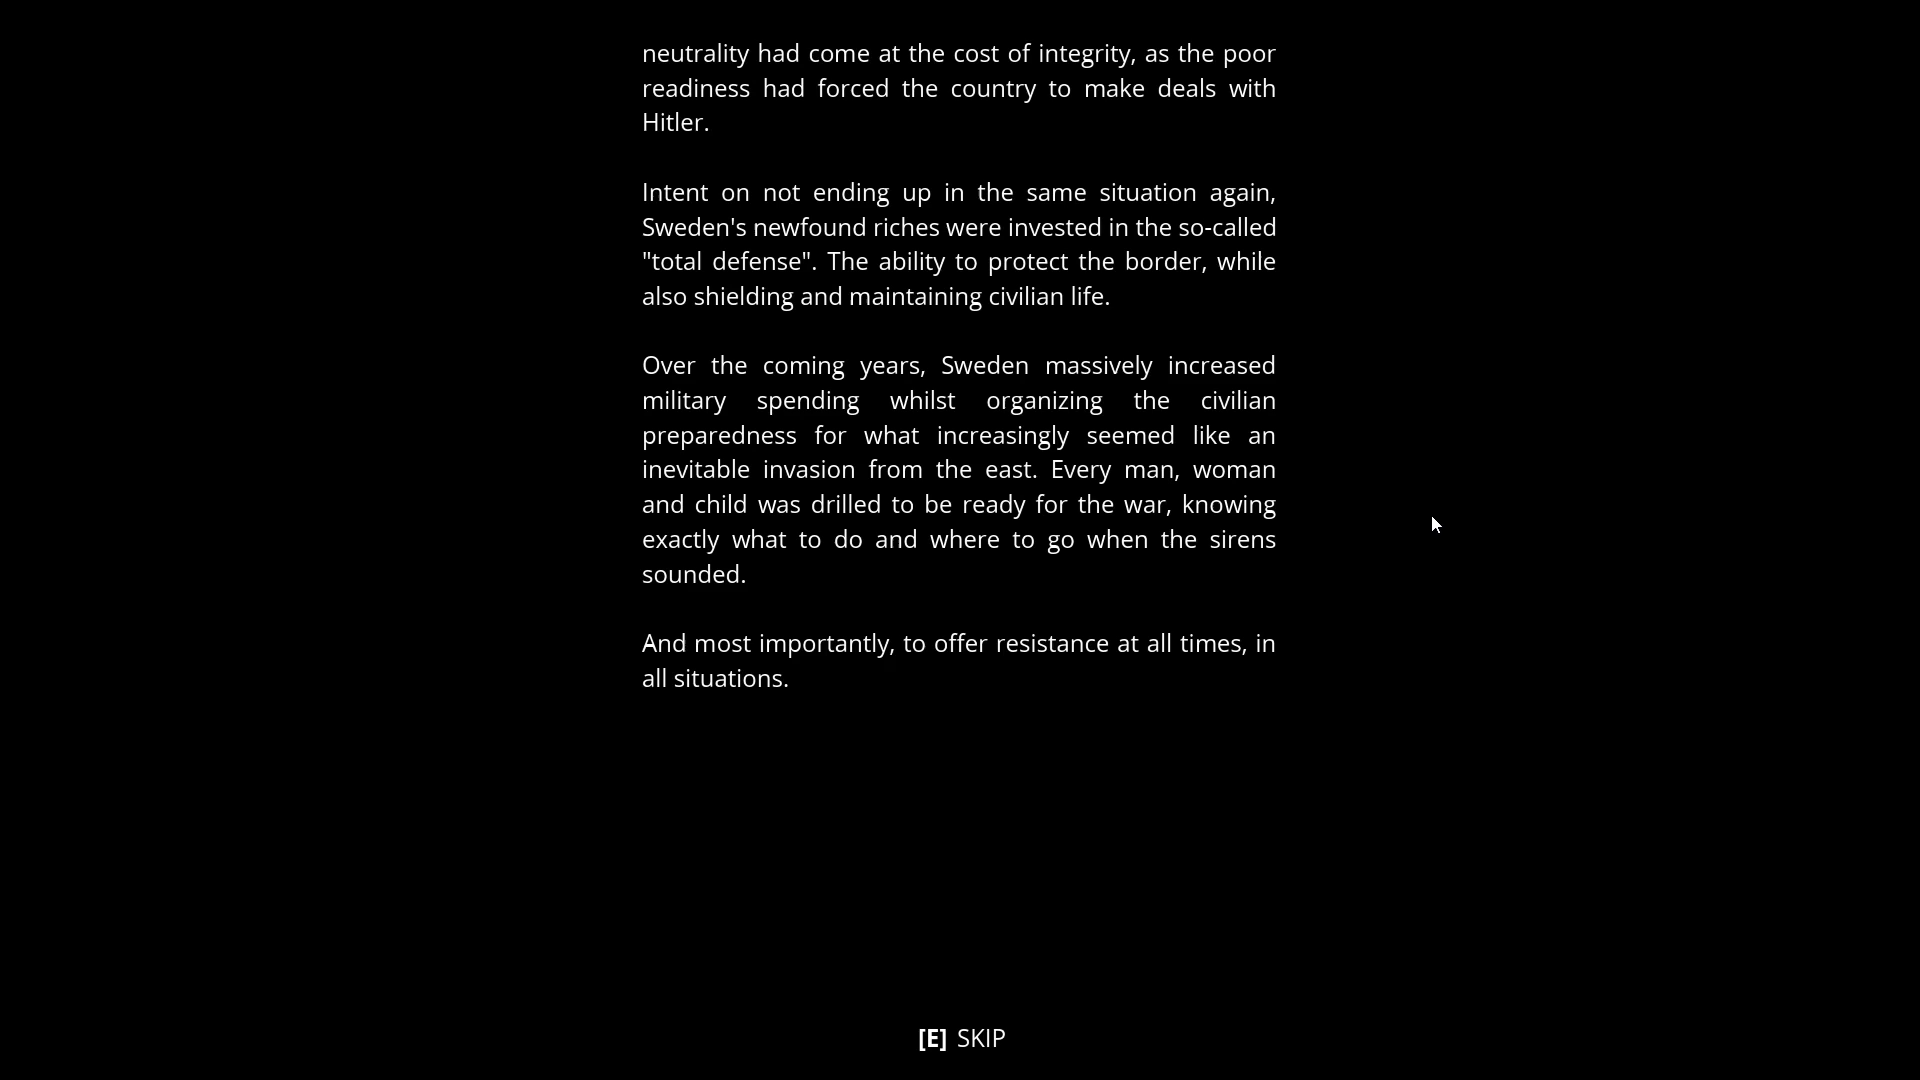 neutrality had come at the cost of integrity, as the poor
readiness had forced the country to make deals with
Hitler.
Intent on not ending up in the same situation again,
Sweden's newfound riches were invested in the so-called
"total defense". The ability to protect the border, while
also shielding and maintaining civilian life.
Over the coming years, Sweden massively increased
military spending whilst organizing the civilian
preparedness for what increasingly seemed like an
inevitable invasion from the east. Every man, woman
and child was drilled to be ready for the war, knowing
exactly what to do and where to go when the sirens
sounded.
And most importantly, to offer resistance at all times, in
all situations.
[E] SKIP